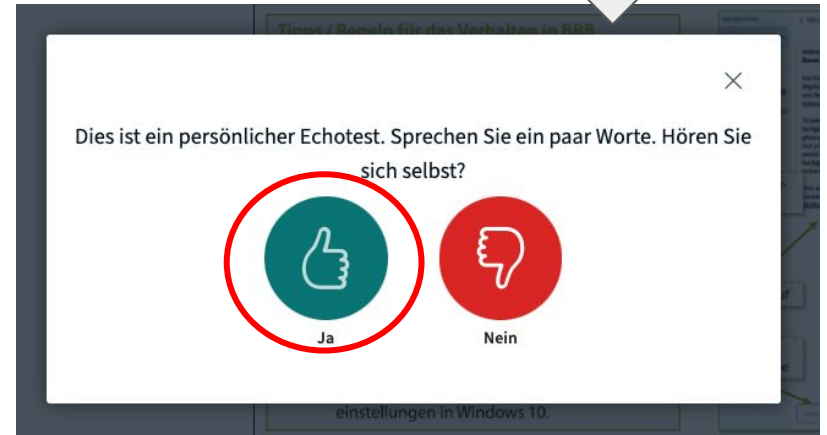 Tipps / Regeln für das Verhalten in BBB
Dies ist ein persönlicher Echotest. Sprechen Sie ein paar Worte. Hören Sie
sich selbst?
Ja
Nein
einstellungen in Windows 10.